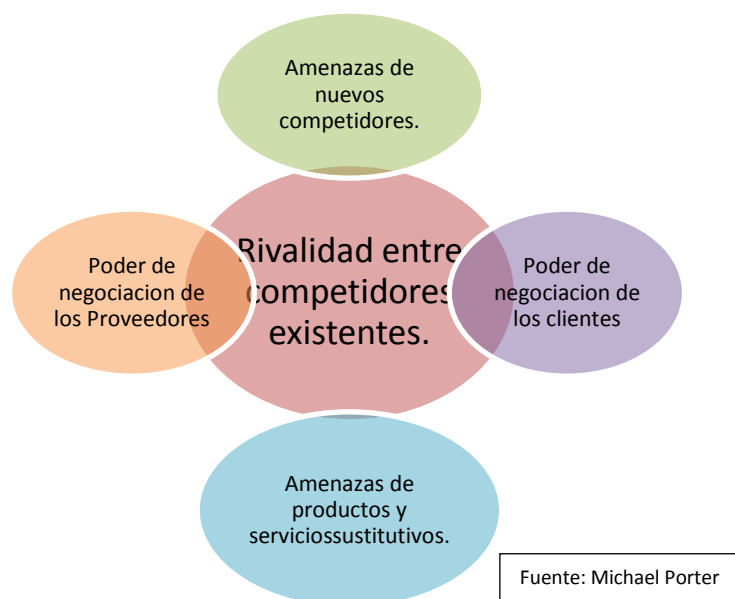 Amenazas de
nuevos
competidores.
Rivalidad entre
competidores
existentes.
Poder de
negociacion de
los Proveedores
Poder de
negociacion de
los clientes
Amenazas de
productos y
serviciossustitutivos.
Fuente: Michael Porter